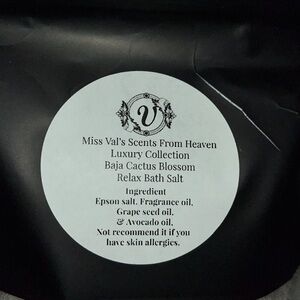 V
Miss Val's Scents From Heaven
Luxury Collection
Baja Cactus Blossom
Relax Bath Salt
Ingredient
Epson salt. Fragrance oil,
Grape seed oil,
& Avocado oil,
Not recommend it if you
have skin allergies.